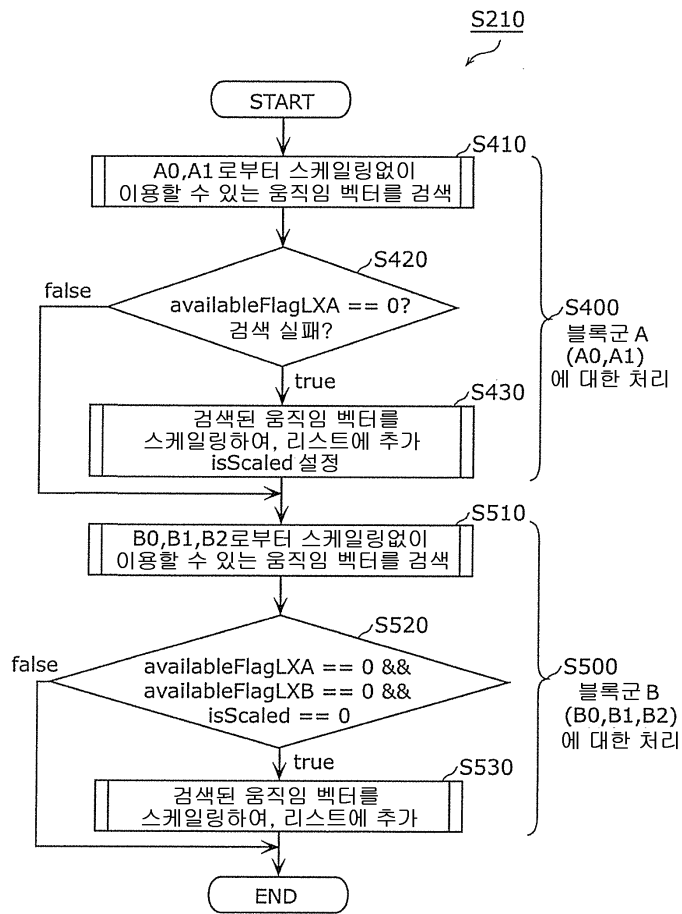 S210
START
S410
A0,A1로부터 스케일링없이
이용할 수 있는 움직임 벡터를 검색
S420
false
availableFlagLXA == 0?
검색 실패?
true
S400
블록군 A
(A0,A1)
에 대한 처리
S430
검색된 움직임 벡터를
스케일링하여, 리스트에 추가
isScaled 설정
S510
B0,B1,B2로부터 스케일링없이
이용할 수 있는 움직임 벡터를 검색
S520
false
availableFlagLXA == 0 &&
availableFlagLXB == 0 &&
isScaled == 0
true
S500
블록군 B
(B0,B1,B2)
에 대한 처리
S530
검색된 움직임 벡터를
스케일링하여, 리스트에 추가
END